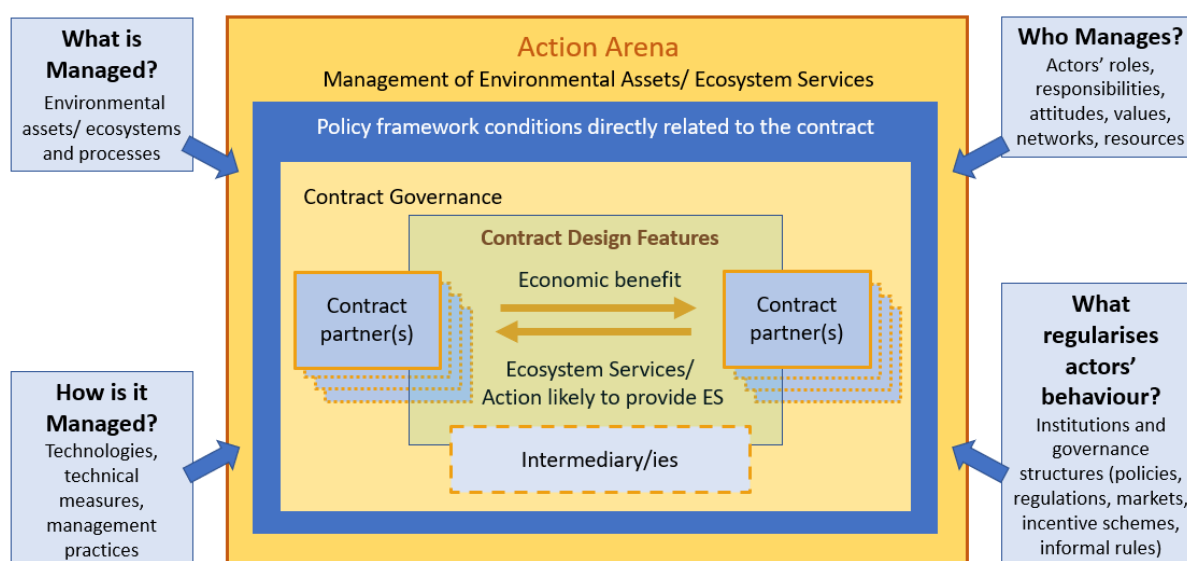 What is
Managed?
Environmental
assets/ ecosystems
and processes
Action Arena
Management of Environmental Assets/ Ecosystem Services
Who Manages?
Actors’ roles,
responsibilities,
attitudes, values,
networks, resources
Policy framework conditions directly related to the contract
Contract Governance
Contract Design Features
Economic benefit
Contract
partner(s)
Contract
partner(s)
Ecosystem Services/
Action likely to provide ES
Intermediary/ies
How is it
Managed?
Technologies,
technical
measures,
management
practices
What
regularises
actors’
behaviour?
Institutions and
governance
structures (policies,
regulations, markets,
incentive schemes,
informal rules)